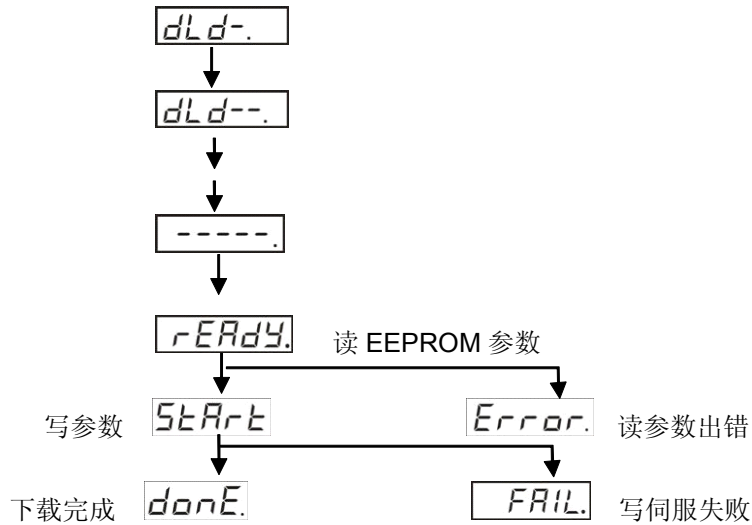 dLd-.
dLd--.
-----.
rEAdY. 读 EEPROM 参数
写参数 StArt Error. 读参数出错
下载完成 donE. FAIL. 写伺服失败